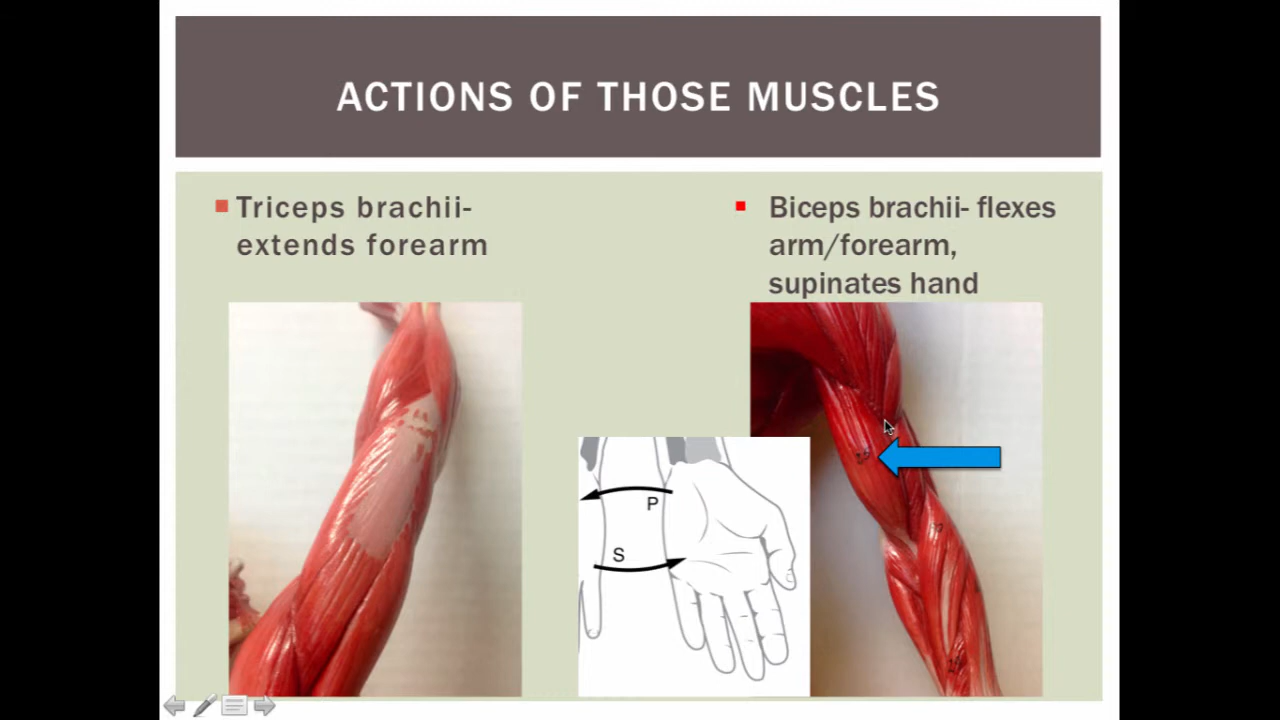 ACTIONS OF THOSE MUSCLES
Triceps brachii-
extends forearm
Biceps brachii- flexes
arm/forearm,
supinates hand
P
S